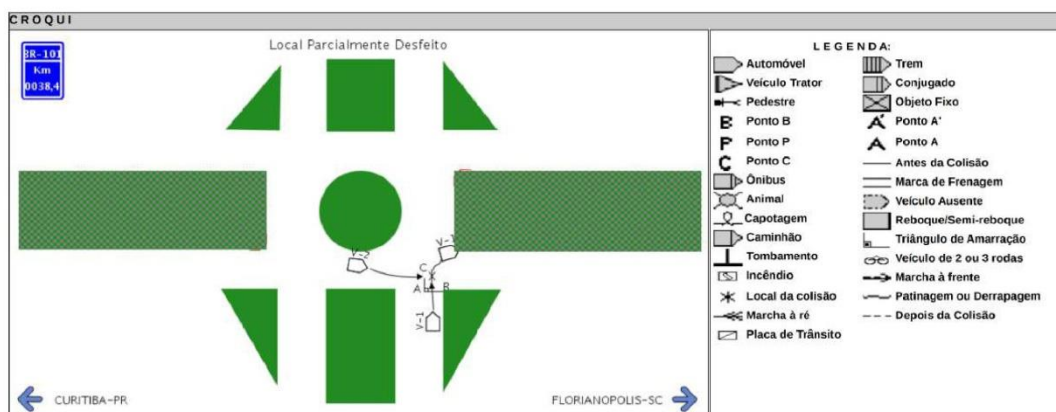 CROQUI
BR-101
Km
0038,4
Local Parcialmente Desfeito
V-2
V-1
C
A
B
V-1
CURITIBA-PR
FLORIANOPOLIS-SC
LEGENDA:
Automóvel
Veículo Trator
Pedestre
B Ponto B
P Ponto P
C Ponto C
Ônibus
Animal
Capotagem
Caminhão
Tombamento
Incêndio
Local da colisão
Marcha à ré
Placa de Trânsito
Trem
Conjugado
Objeto Fixo
A' Ponto A'
A Ponto A
Antes da Colisão
Marca de Frenagem
Veículo Ausente
Reboque/Semi-reboque
Triângulo de Amarração
Veículo de 2 ou 3 rodas
Marcha à frente
Patinagem ou Derrapagem
Depois da Colisão